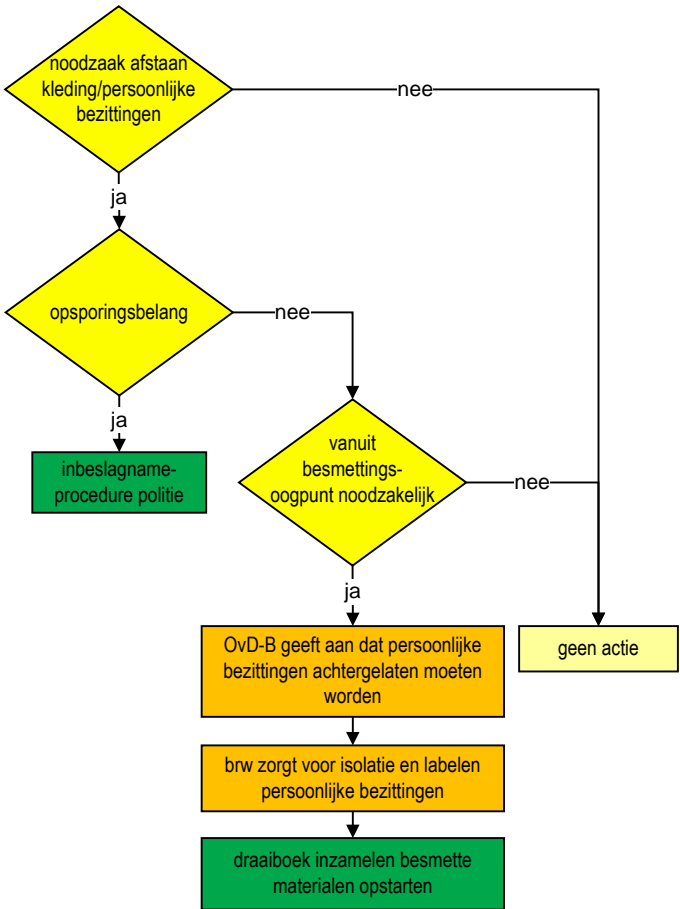 noodzaak afstaan
kleding/persoonlijke
bezittingen
nee
ja
opsporingsbelang
nee
ja
inbeslagname-
procedure politie
vanuit
besmettings-
oogpunt noodzakelijk
nee
ja
OvD-B geeft aan dat persoonlijke
bezittingen achtergelaten moeten
worden
geen actie
brw zorgt voor isolatie en labelen
persoonlijke bezittingen
draaiboek inzamelen besmette
materialen opstarten